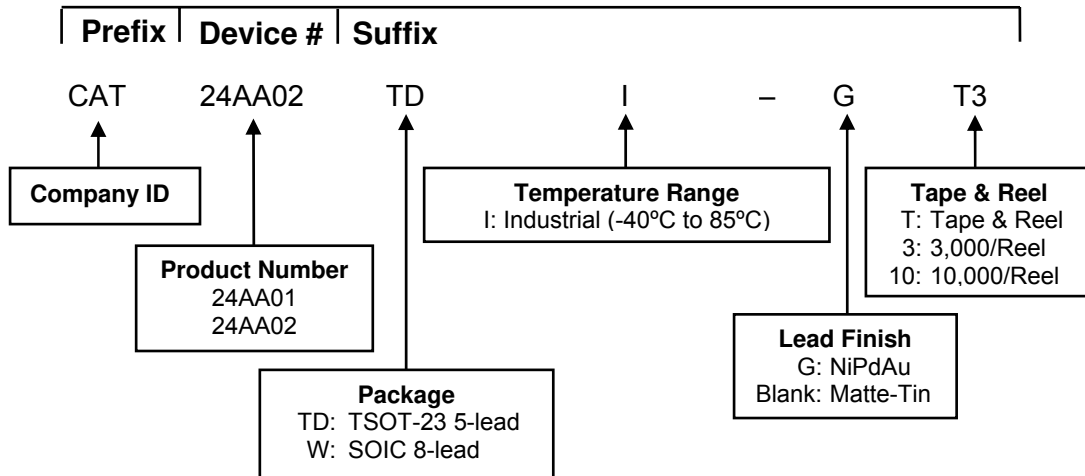 Prefix Device # Suffix
CAT 24AA02 TD I – G T3
Company ID
Product Number
24AA01
24AA02
Package
TD: TSOT-23 5-lead
W: SOIC 8-lead
Temperature Range
I: Industrial (-40ºC to 85ºC)
Lead Finish
G: NiPdAu
Blank: Matte-Tin
Tape & Reel
T: Tape & Reel
3: 3,000/Reel
10: 10,000/Reel